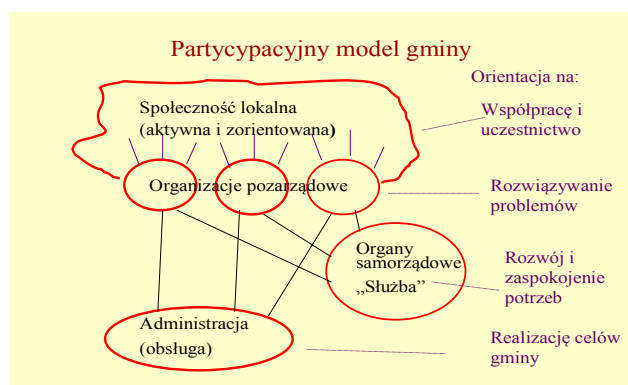 Partycypacyjny model gminy
Orientacja na:
Społeczność lokalna
(aktywna i zorientowana)
Współpracę i
uczestnictwo
Organizacje pozarządowe
Rozwiązywanie
problemów
Organy
samorządowe
„Służba”
Rozwój i
zaspokojenie
potrzeb
Administracja
(obsługa)
Realizację celów
gminy